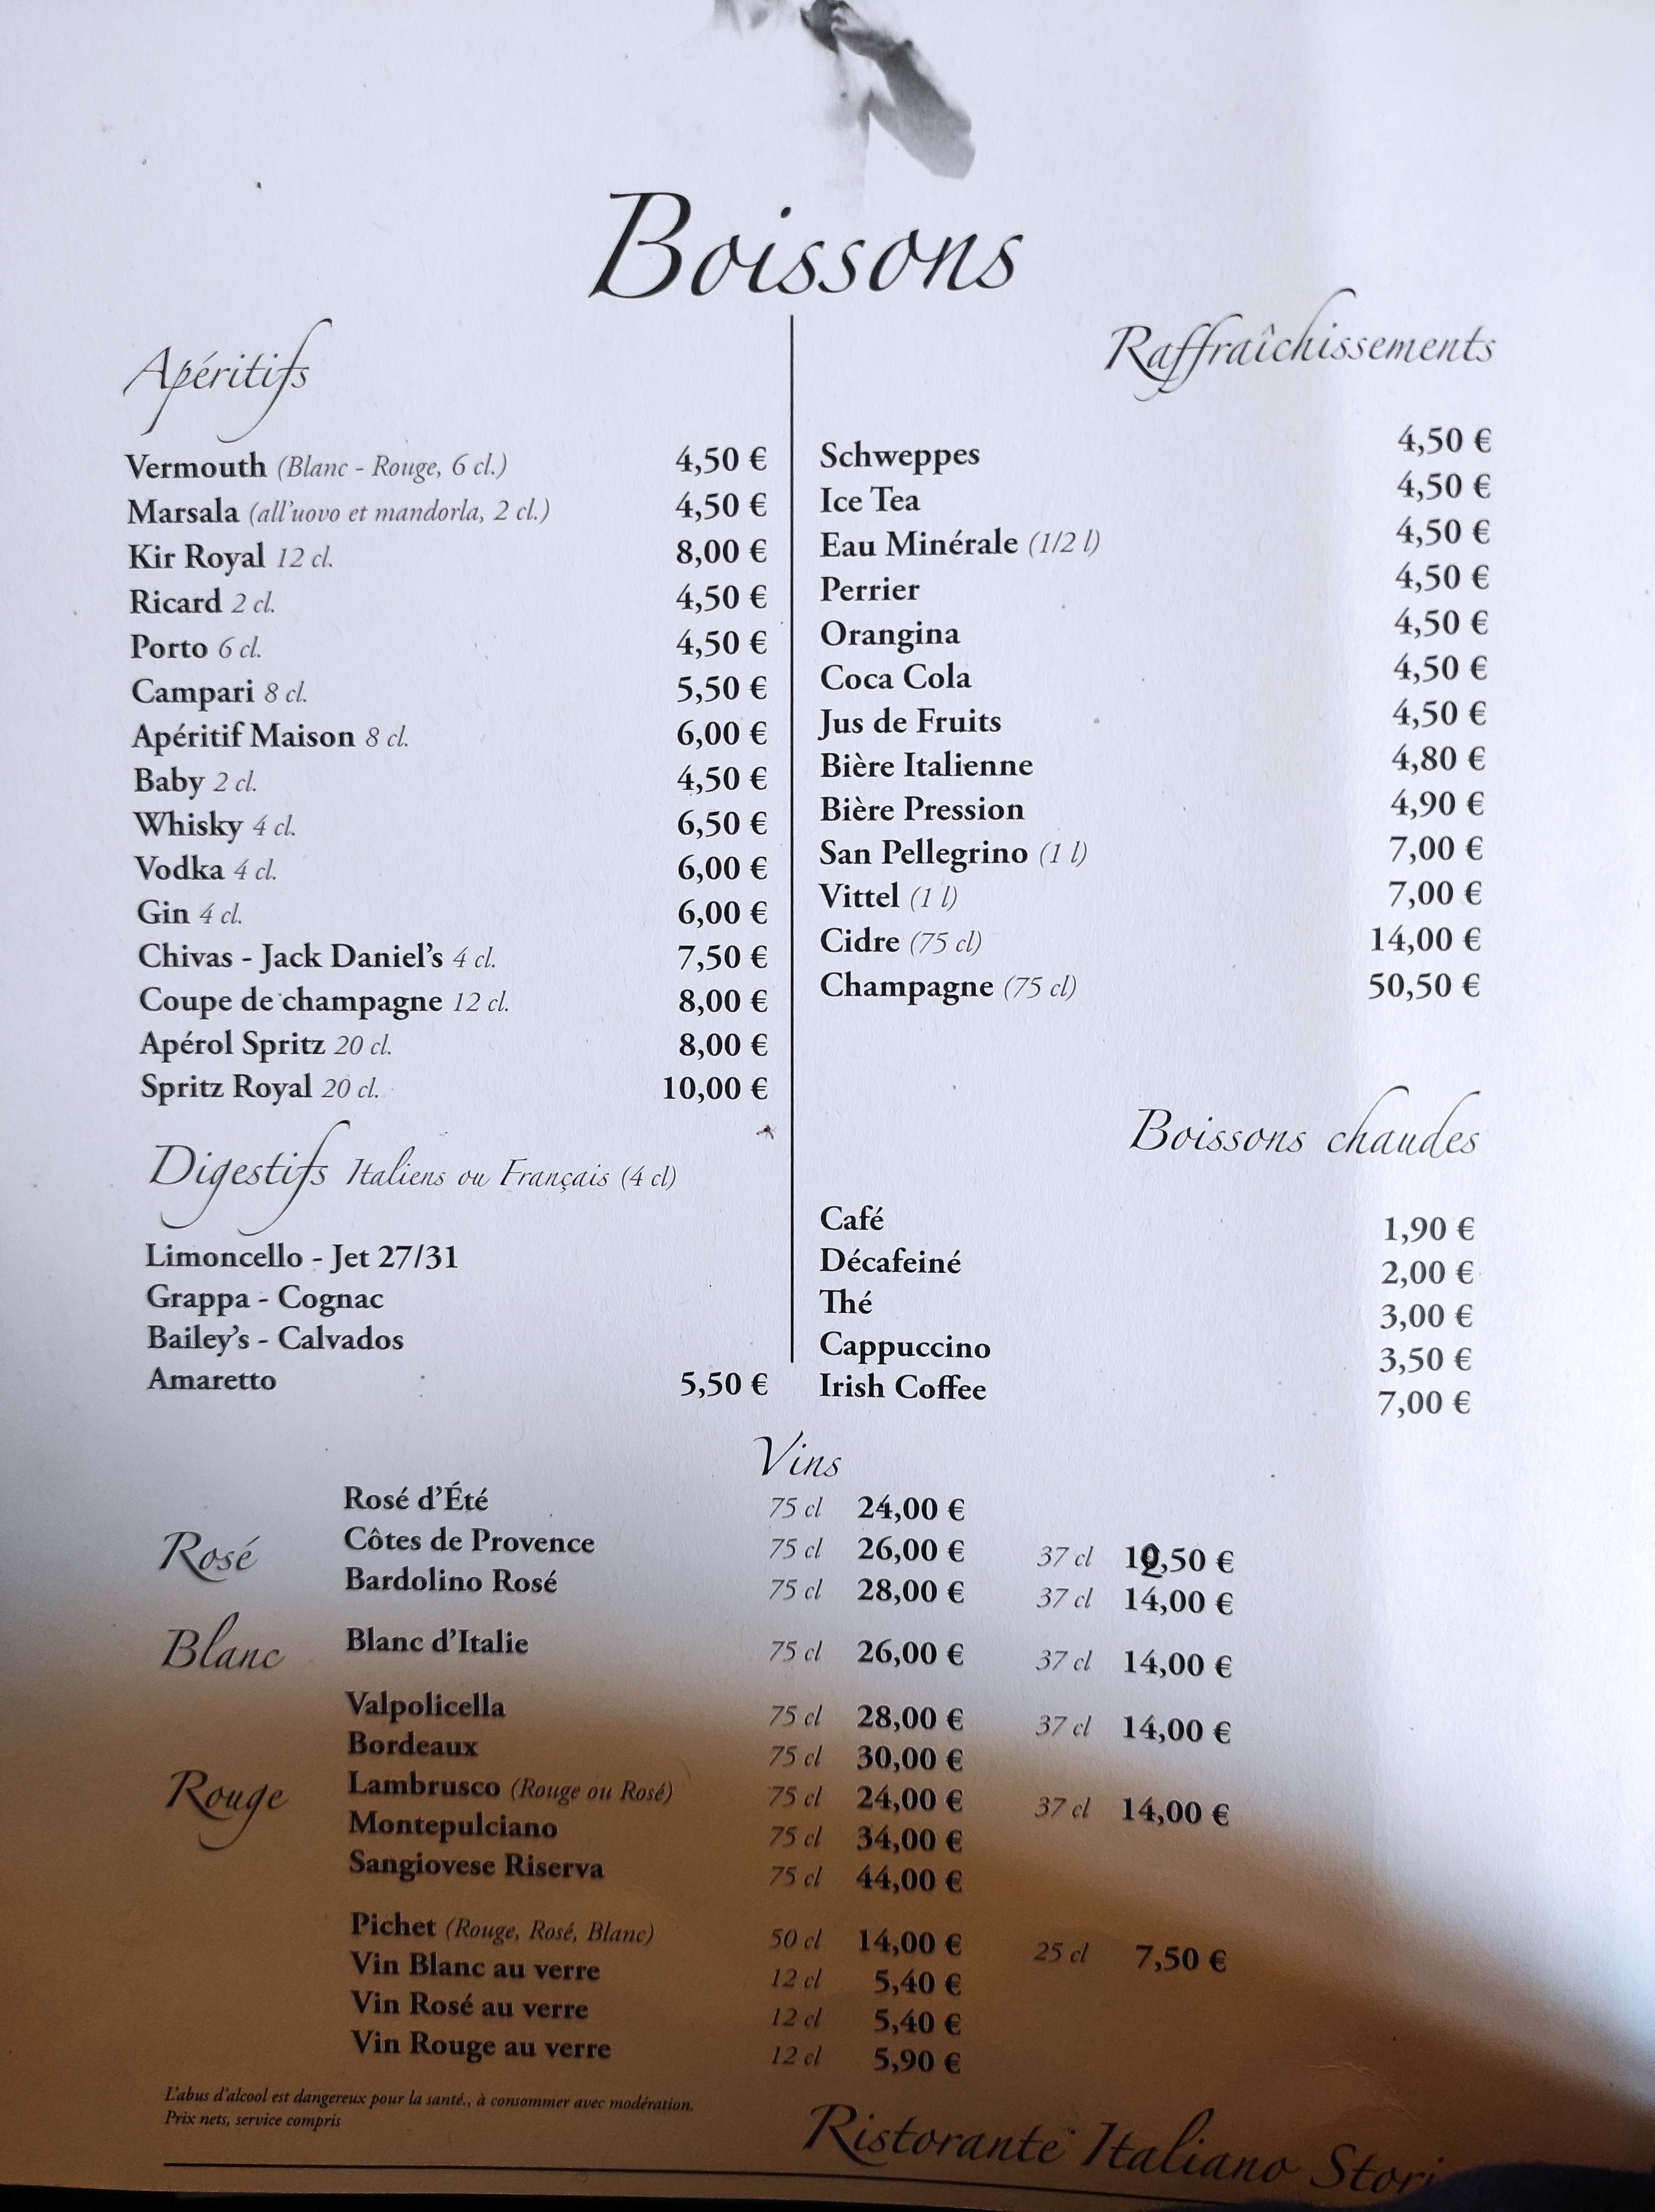 Boissons
Apéritifs
Vermouth (Blanc - Rouge, 6 cl.) 4,50 €
Marsala (all'uovo et mandorla, 2 cl.) 4,50 €
Kir Royal 12 cl. 8,00 €
Ricard 2 cl. 4,50 €
Porto 6 cl. 4,50 €
Campari 8 cl. 5,50 €
Apéritif Maison 8 cl. 6,00 €
Baby 2 cl. 4,50 €
Whisky 4 cl. 6,50 €
Vodka 4 cl. 6,00 €
Gin 4 cl. 6,00 €
Chivas - Jack Daniel's 4 cl. 7,50 €
Coupe de champagne 12 cl. 8,00 €
Apérol Spritz 20 cl. 8,00 €
Spritz Royal 20 cl. 10,00 €
Digestifs Italiens ou Français (4 cl)
Limoncello - Jet 27/31
Grappa - Cognac
Bailey's - Calvados
Amaretto 5,50 €
Raffraîchissements
Schweppes 4,50 €
Ice Tea 4,50 €
Eau Minérale (1/2 l) 4,50 €
Perrier 4,50 €
Orangina 4,50 €
Coca Cola 4,50 €
Jus de Fruits 4,50 €
Bière Italienne 4,80 €
Bière Pression 4,90 €
San Pellegrino (1 l) 7,00 €
Vittel (1 l) 7,00 €
Cidre (75 cl) 14,00 €
Champagne (75 cl) 50,50 €
Boissons chaudes
Café 1,90 €
Décafeiné 2,00 €
Thé 3,00 €
Cappuccino 3,50 €
Irish Coffee 7,00 €
Vins
Rosé
Rosé d'Été 75 cl 24,00 €
Côtes de Provence 75 cl 26,00 € 37 cl €
Bardolino Rosé 75 cl 28,00 € 37 cl 14,00 €
Blanc
Blanc d'Italie 75 cl 26,00 € 37 cl 14,00 €
Rouge
Valpolicella 75 cl 28,00 € 37 cl 14,00 €
Bordeaux 75 cl 30,00 €
Lambrusco (Rouge ou Rosé) 75 cl 24,00 € 37 cl 14,00 €
Montepulciano 75 cl 34,00 €
Sangiovese Riserva 75 cl 44,00 €
Pichet (Rouge, Rosé, Blanc) 50 cl 14,00 € 25 cl 7,50 €
Vin Blanc au verre 12 cl 5,40 €
Vin Rosé au verre 12 cl 5,40 €
Vin Rouge au verre 12 cl 5,90 €
L'abus d'alcool est dangereux pour la santé., à consommer avec modération.
Prix nets, service compris
Ristorante Italiano Stori